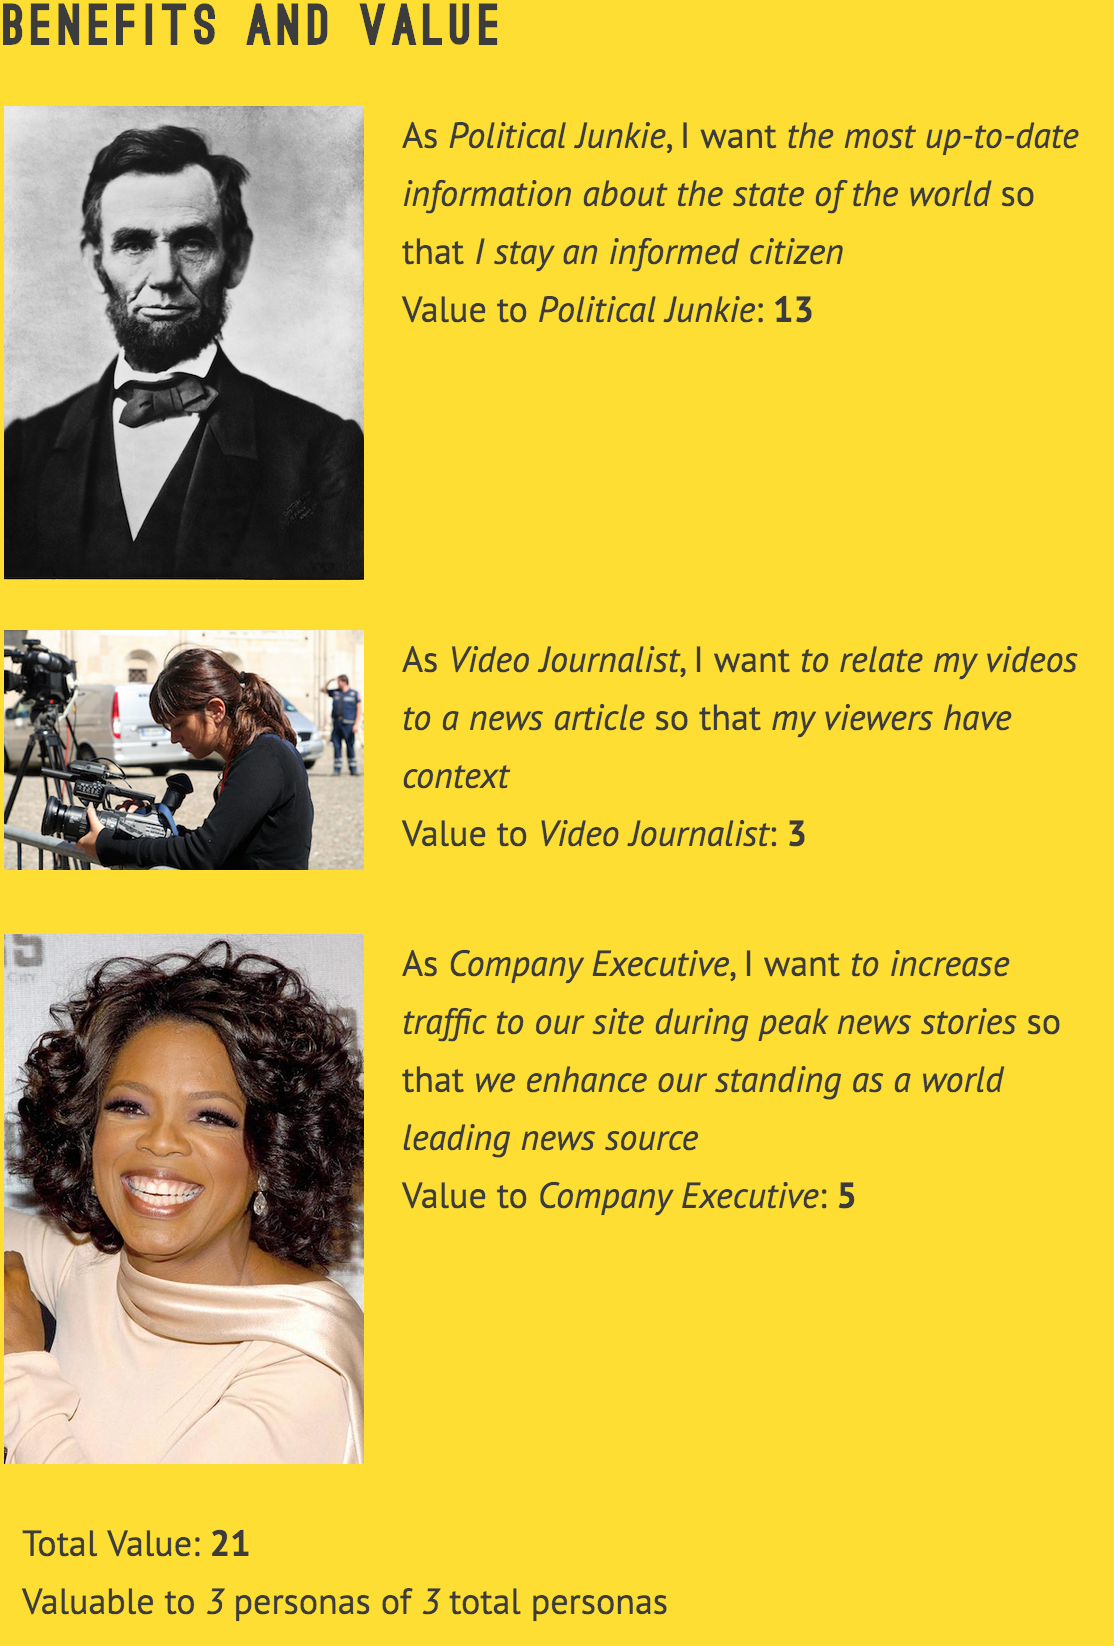 BENEFITS AND VALUE
As Political Junkie, I want the most up-to-date
information about the state of the world so
that I stay an informed citizen
Value to Political Junkie: 13
As Video Journalist, I want to relate my videos
to a news article so that my viewers have
context
Value to Video Journalist: 3
As Company Executive, I want to increase
traffic to our site during peak news stories so
that we enhance our standing as a world
leading news source
Value to Company Executive: 5
Total Value: 21
Valuable to 3 personas of 3 total personas